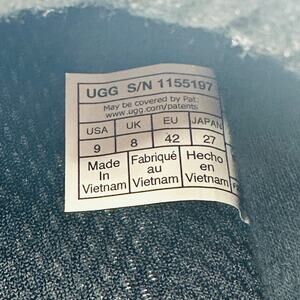 UGG S/N 1155197
May be covered by Pat:
www.ugg.com/patents
USA UK EU JAPAN
9 8 42 27
Made In Vietnam
Fabriqué au Vietnam
Hecho en Vietnam